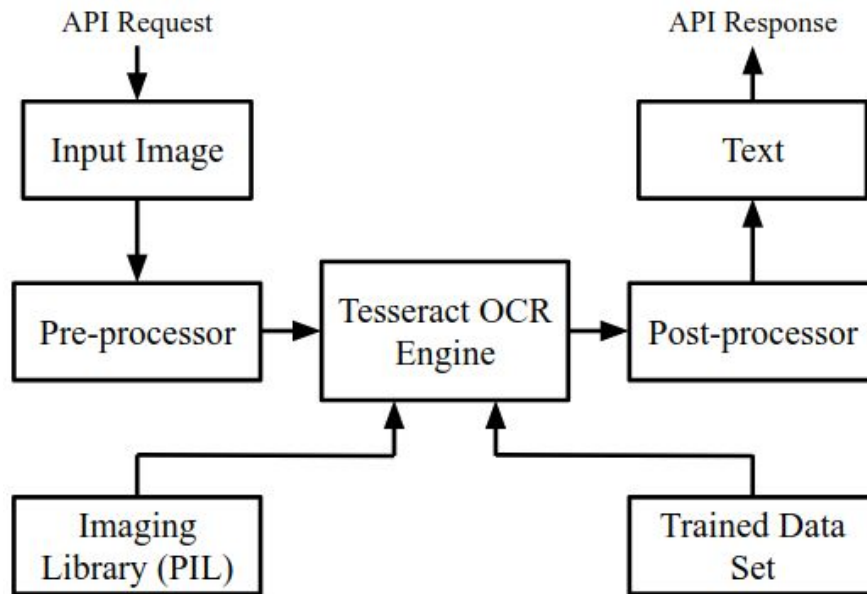 API Request
API Response
Input Image
Text
Pre-processor
Tesseract OCR
Engine
Post-processor
Imaging
Library (PIL)
Trained Data
Set